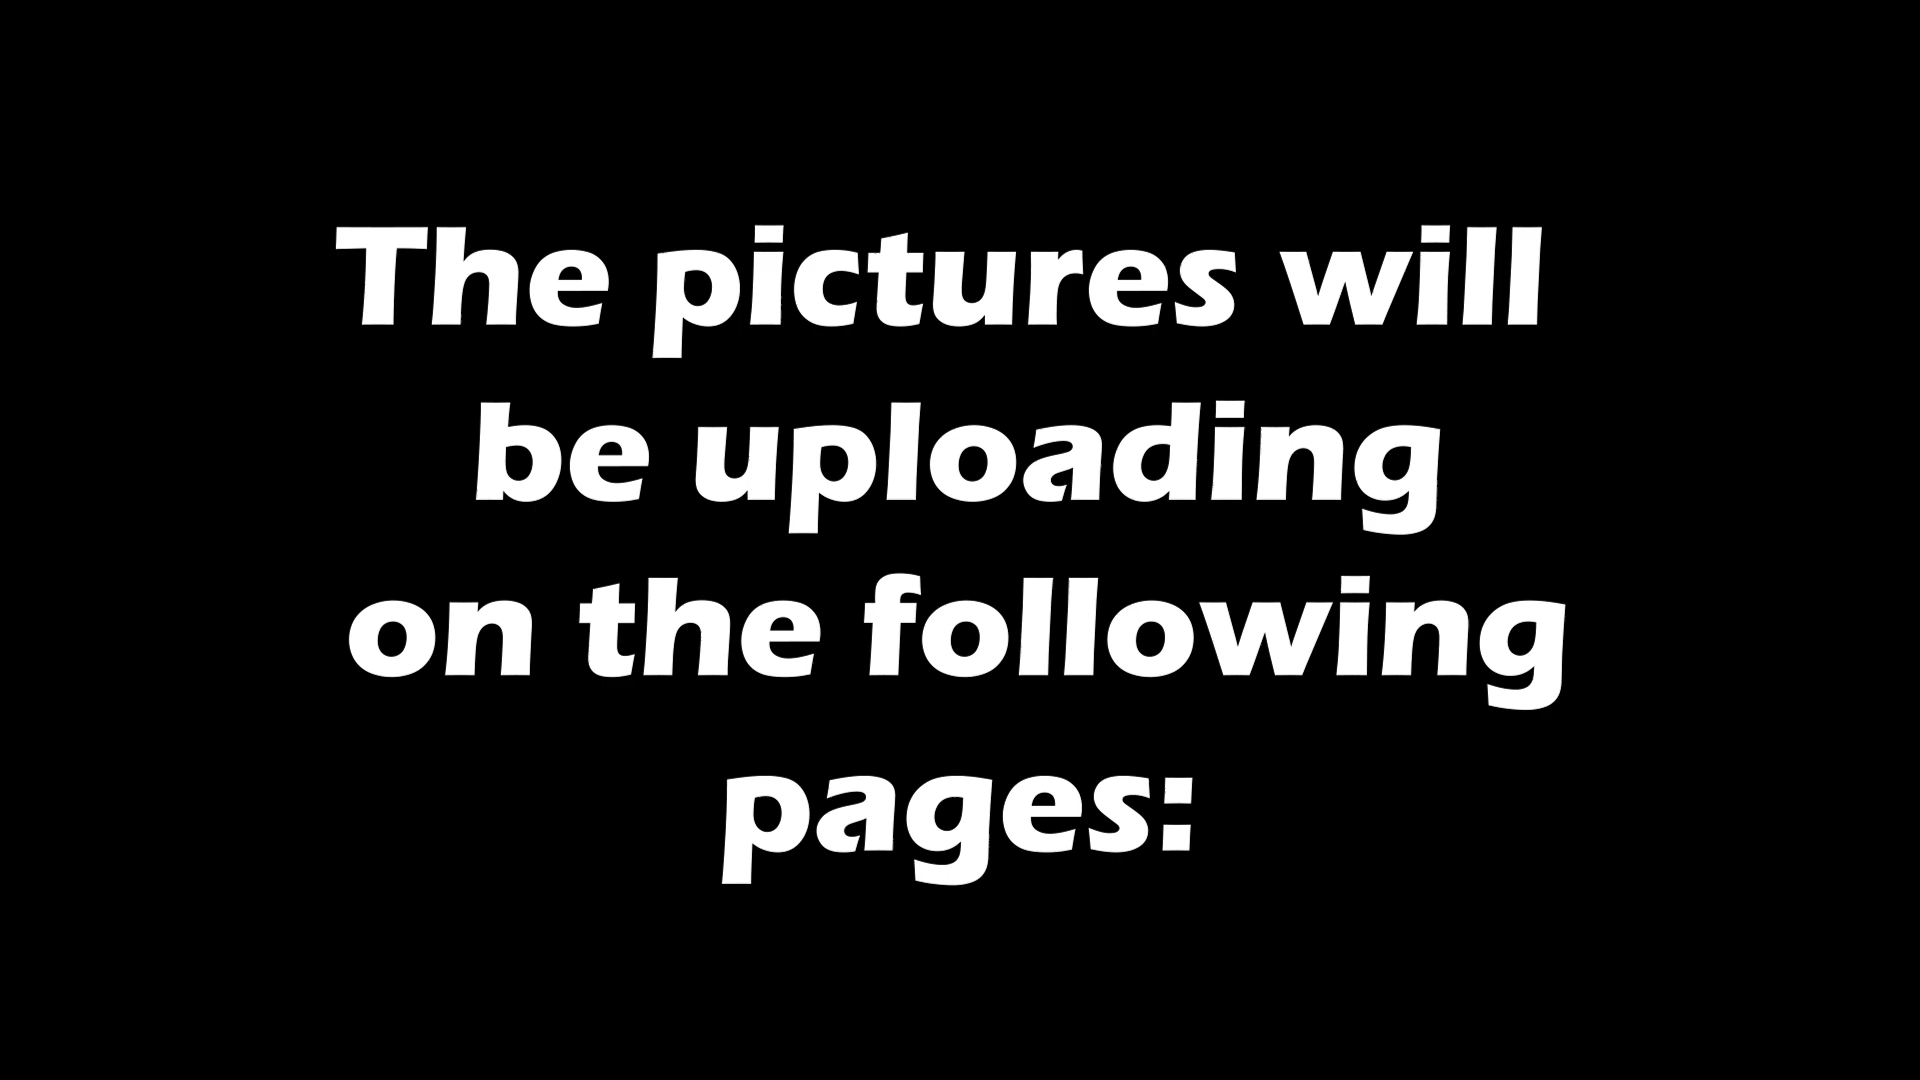 The pictures will
be uploading
on the following
pages: